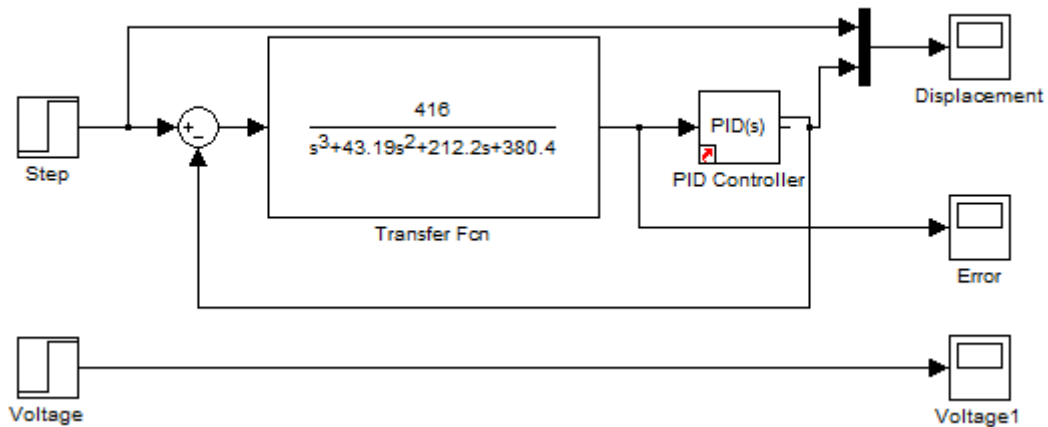 Displacement
416
s3+43.19s2+212.2s+380.4
PID(s)
Step
PID Controller
Transfer Fcn
Error
Voltage
Voltage1